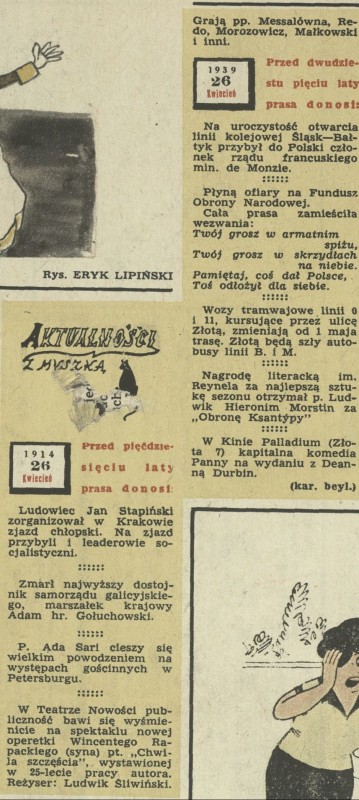 Rys. ERYK LIPIŃSKI
AKTUALNOŚCI
Z MYSZKĄ
1914
26
Kwiecień
Przed pięćdzie-
sięciu laty
prasa donosi:
Ludowiec Jan Stapiński
zorganizował w Krakowie
zjazd chłopski. Na zjazd
przybyli i leaderowie so-
cjalistyczni.
::::::
Zmarł najwyższy dostoj-
nik samorządu galicyjskie-
go, marszałek krajowy
Adam hr. Gołuchowski.
::::::
P. Ada Sari cieszy się
wielkim powodzeniem na
występach gościnnych w
Petersburgu.
::::::
W Teatrze Nowości pub-
liczność bawi się wyśmie-
nicie na spektaklu nowej
operetki Wincentego Ra-
packiego (syna) pt. „Chwi-
la szczęścia", wystawionej
w 25-lecie pracy autora.
Reżyser: Ludwik Śliwiński.
Grają pp. Messalówna, Re-
do, Morozowicz, Małkowski
i inni.
1939
26
Kwiecień
Przed dwudzie-
stu pięciu laty
prasa donosi:
Na uroczystość otwarcia
linii kolejowej Śląsk—Bał-
tyk przybył do Polski czło-
nek rządu francuskiego
min. de Monzie.
::::::
Płyną ofiary na Fundusz
Obrony Narodowej.
Cała prasa zamieściła
wezwania:
Twój grosz w armatnim
spiżu,
Twój grosz w skrzydłach
na niebie.
Pamiętaj, coś dał Polsce,
Toś odłożył dla siebie.
::::::
Wozy tramwajowe linii 0
i 11, kursujące przez ulicę
Złotą, zmieniają od 1 maja
trasę. Złotą będą szły auto-
busy linii B. i M.
::::::
Nagrodę literacką im.
Reynela za najlepszą sztu-
kę sezonu otrzymał p. Lud-
wik Hieronim Morstin za
„Obronę Ksantypy"
::::::
W Kinie Palladium (Zło-
ta 7) kapitalna komedia
Panny na wydaniu z Dean-
ną Durbin.
(kar. beyl.)